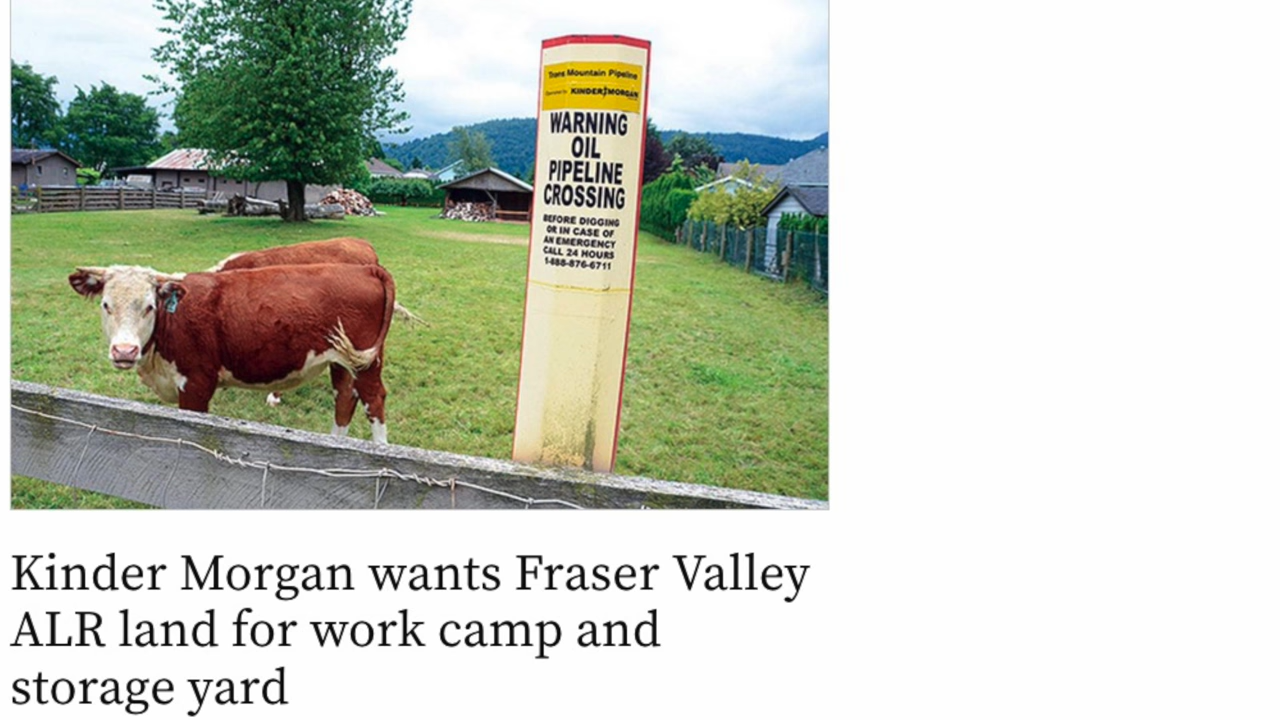 Trans Mountain Pipeline
KINDER MORGAN
WARNING
OIL
PIPELINE
CROSSING
BEFORE DIGGING
OR IN CASE OF
AN EMERGENCY
CALL 24 HOURS
1-888-876-6711
Kinder Morgan wants Fraser Valley
ALR land for work camp and
storage yard